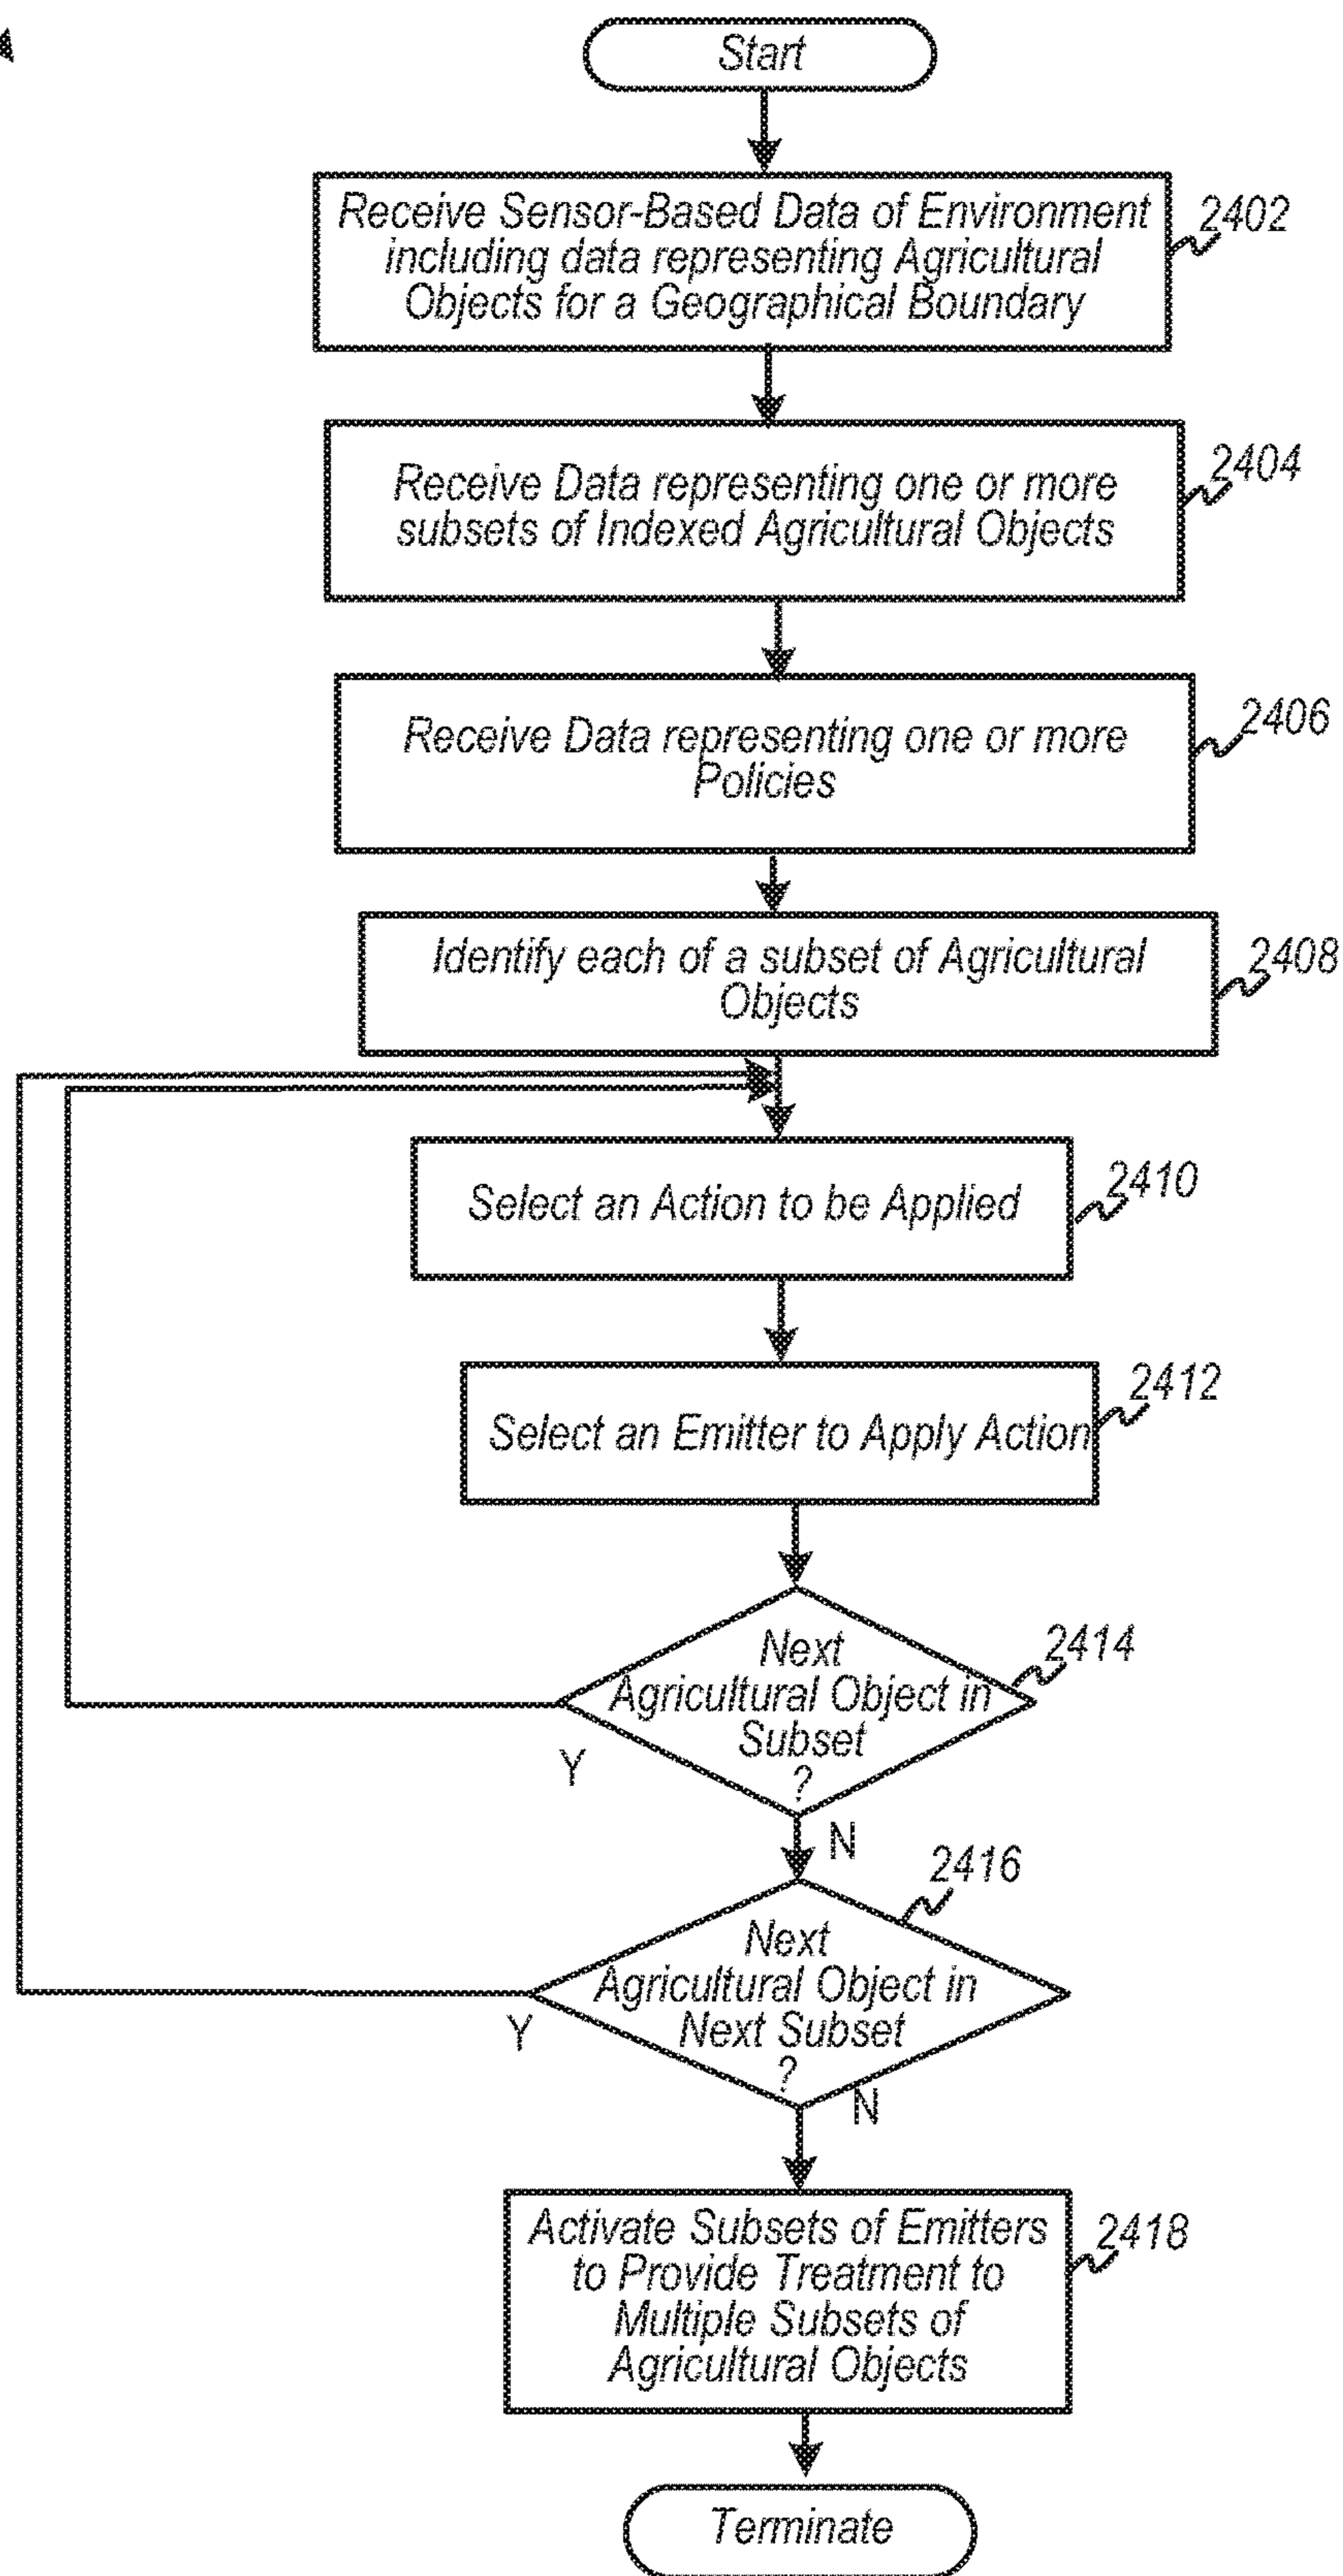 Start
Receive Sensor-Based Data of Environment
including data representing Agricultural
Objects for a Geographical Boundary
2402
Receive Data representing one or more
subsets of Indexed Agricultural Objects
2404
Receive Data representing one or more
Policies
2406
Identify each of a subset of Agricultural
Objects
2408
Select an Action to be Applied
2410
Select an Emitter to Apply Action
2412
Next
Agricultural Object in
Subset
?
2414
Y
N
Next
Agricultural Object in
Next Subset
?
2416
Y
N
Activate Subsets of Emitters
to Provide Treatment to
Multiple Subsets of
Agricultural Objects
2418
Terminate